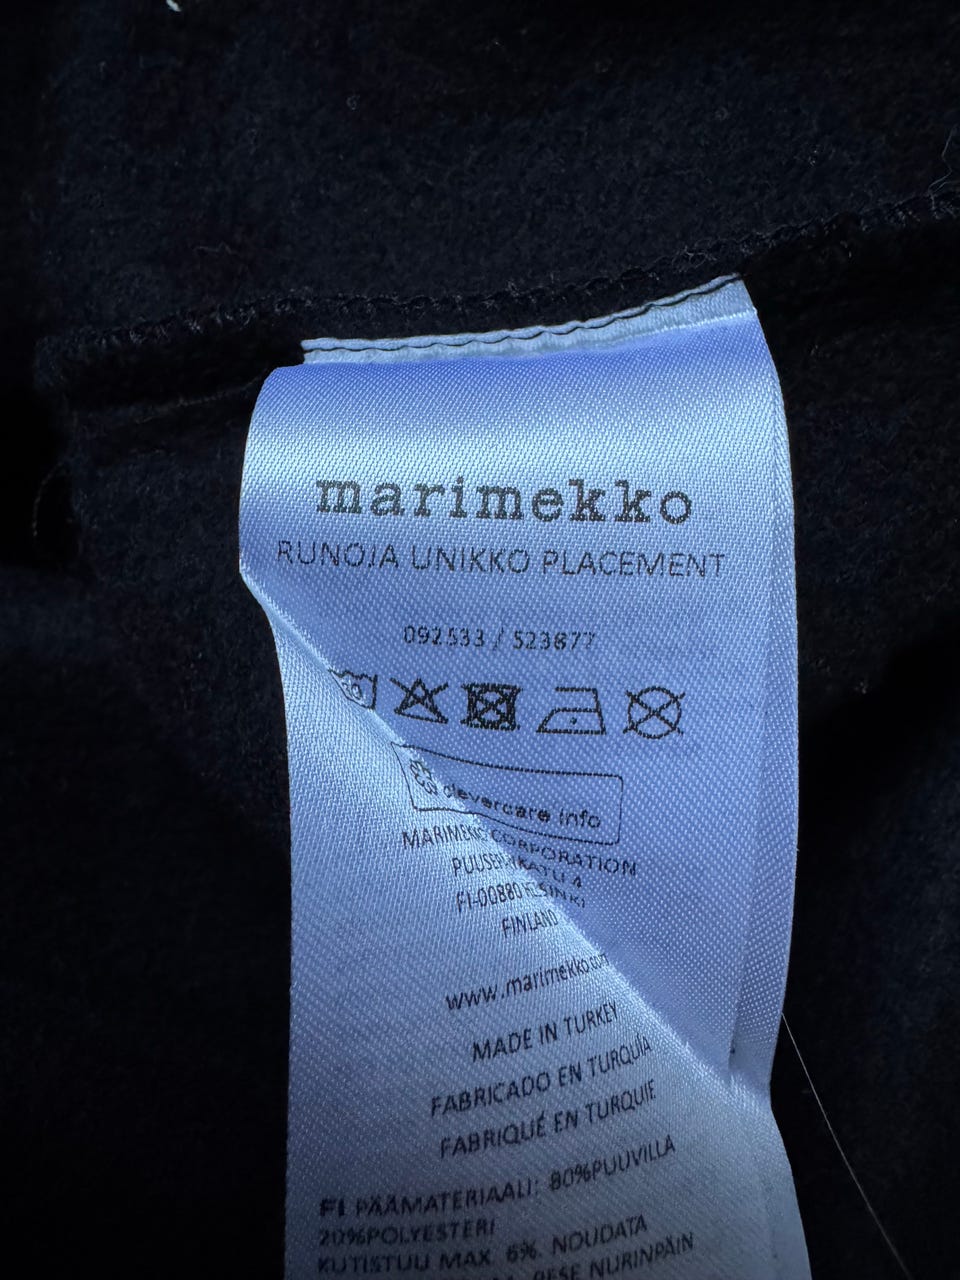 marimekko
RUNOJA UNIKKO PLACEMENT
092533 / 523877
clevercare info
MARIMEKKO CORPORATION
PUUSEPÄNKATU 4
FI-00880 HELSINKI
FINLAND
www.marimekko.com
MADE IN TURKEY
FABRICADO EN TURQUÍA
FABRIQUÉ EN TURQUIE
FI PÄÄMATERIAALI: 80%PUUVILLA
20%POLYESTERI
KUTISTUU MAX. 6%. NOUDATA
PESE NURINPÄIN